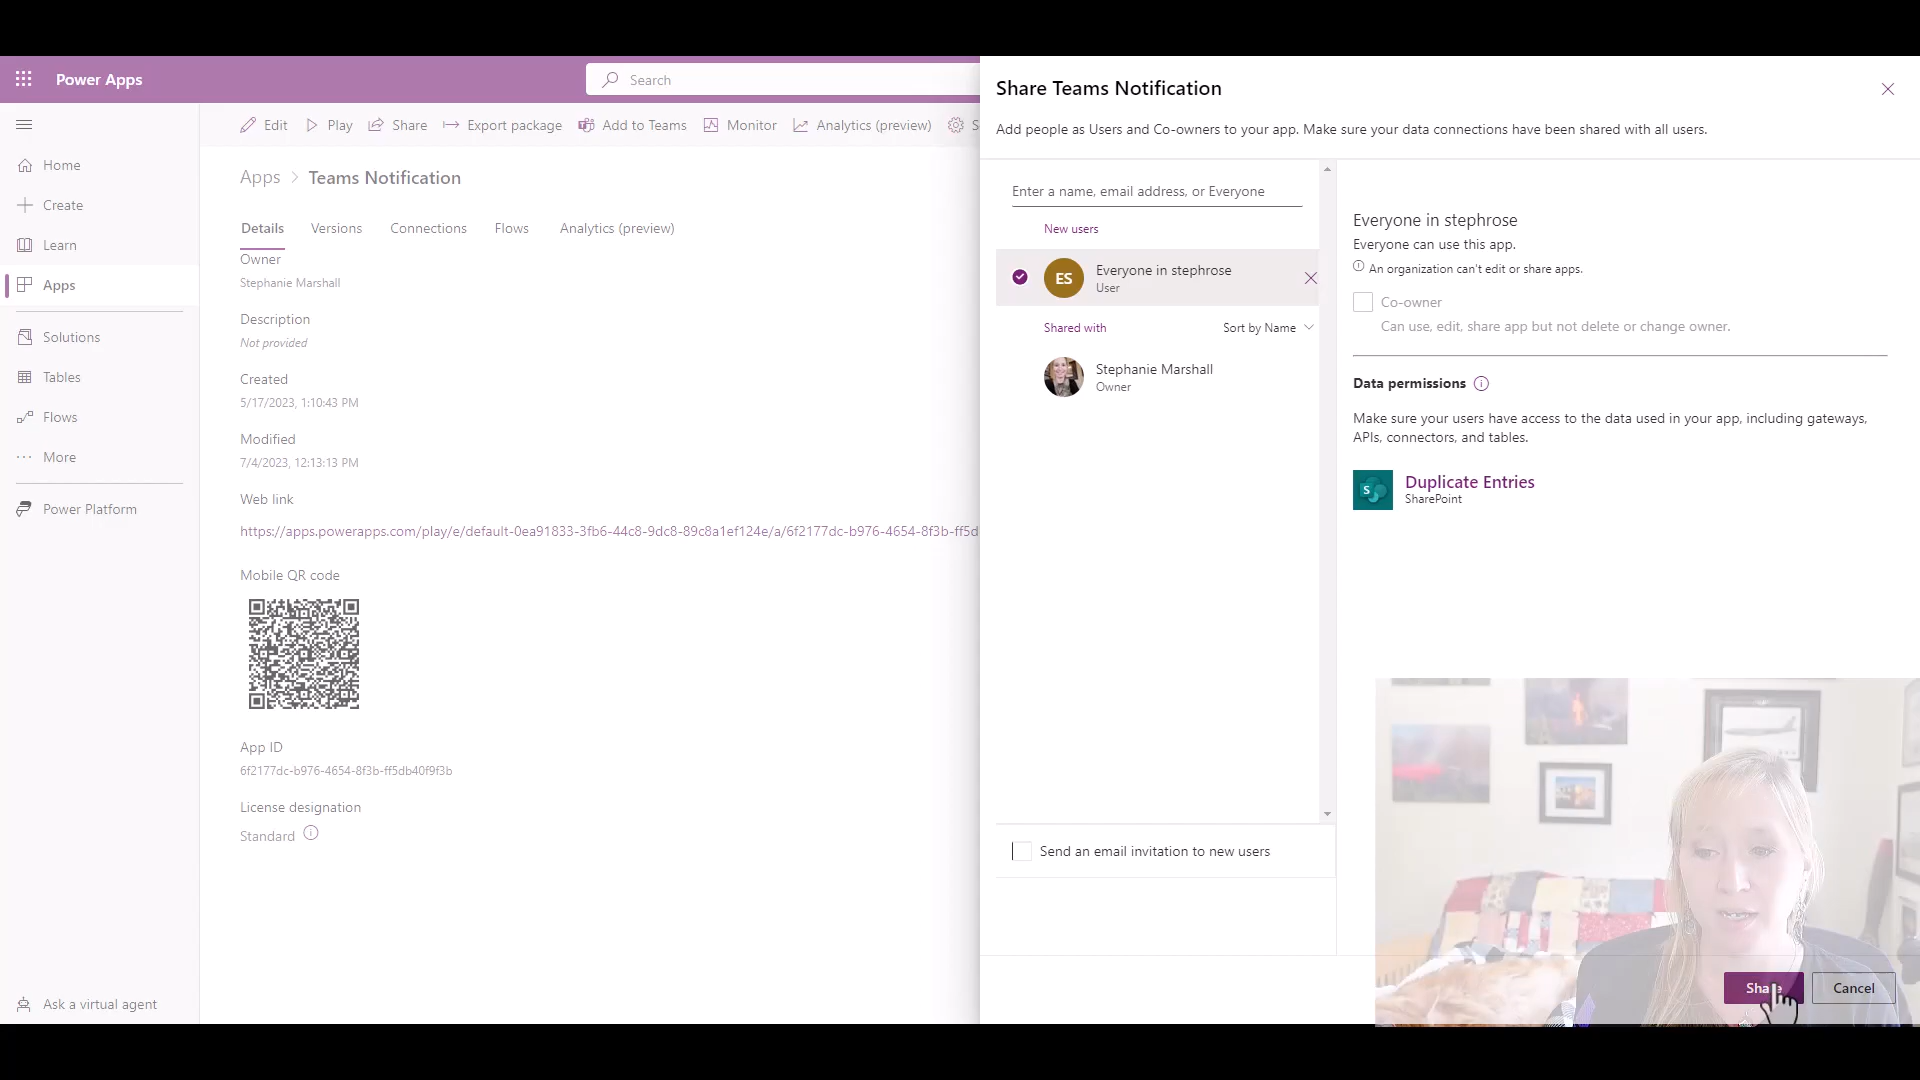 Power Apps
Search
Edit
Play
Share
Export package
Add to Teams
Monitor
Analytics (preview)
S
Home
Create
Learn
Apps
Solutions
Tables
Flows
More
Power Platform
Ask a virtual agent
Apps > Teams Notification
Details
Versions
Connections
Flows
Analytics (preview)
Owner
Stephanie Marshall
Description
Not provided
Created
5/17/2023, 1:10:43 PM
Modified
7/4/2023, 12:13:13 PM
Web link
https://apps.powerapps.com/play/e/default-0ea91833-3fb6-44c8-9dc8-89c8a1ef124e/a/6f2177dc-b976-4654-8f3b-ff5d
Mobile QR code
App ID
6f2177dc-b976-4654-8f3b-ff5db40f9f3b
License designation
Standard
Share Teams Notification
Add people as Users and Co-owners to your app. Make sure your data connections have been shared with all users.
Enter a name, email address, or Everyone
New users
ES
Everyone in stephrose
User
Shared with
Sort by Name
Stephanie Marshall
Owner
Send an email invitation to new users
Everyone in stephrose
Everyone can use this app.
An organization can't edit or share apps.
Co-owner
Can use, edit, share app but not delete or change owner.
Data permissions
Make sure your users have access to the data used in your app, including gateways,
APIs, connectors, and tables.
S
Duplicate Entries
SharePoint
Share
Cancel